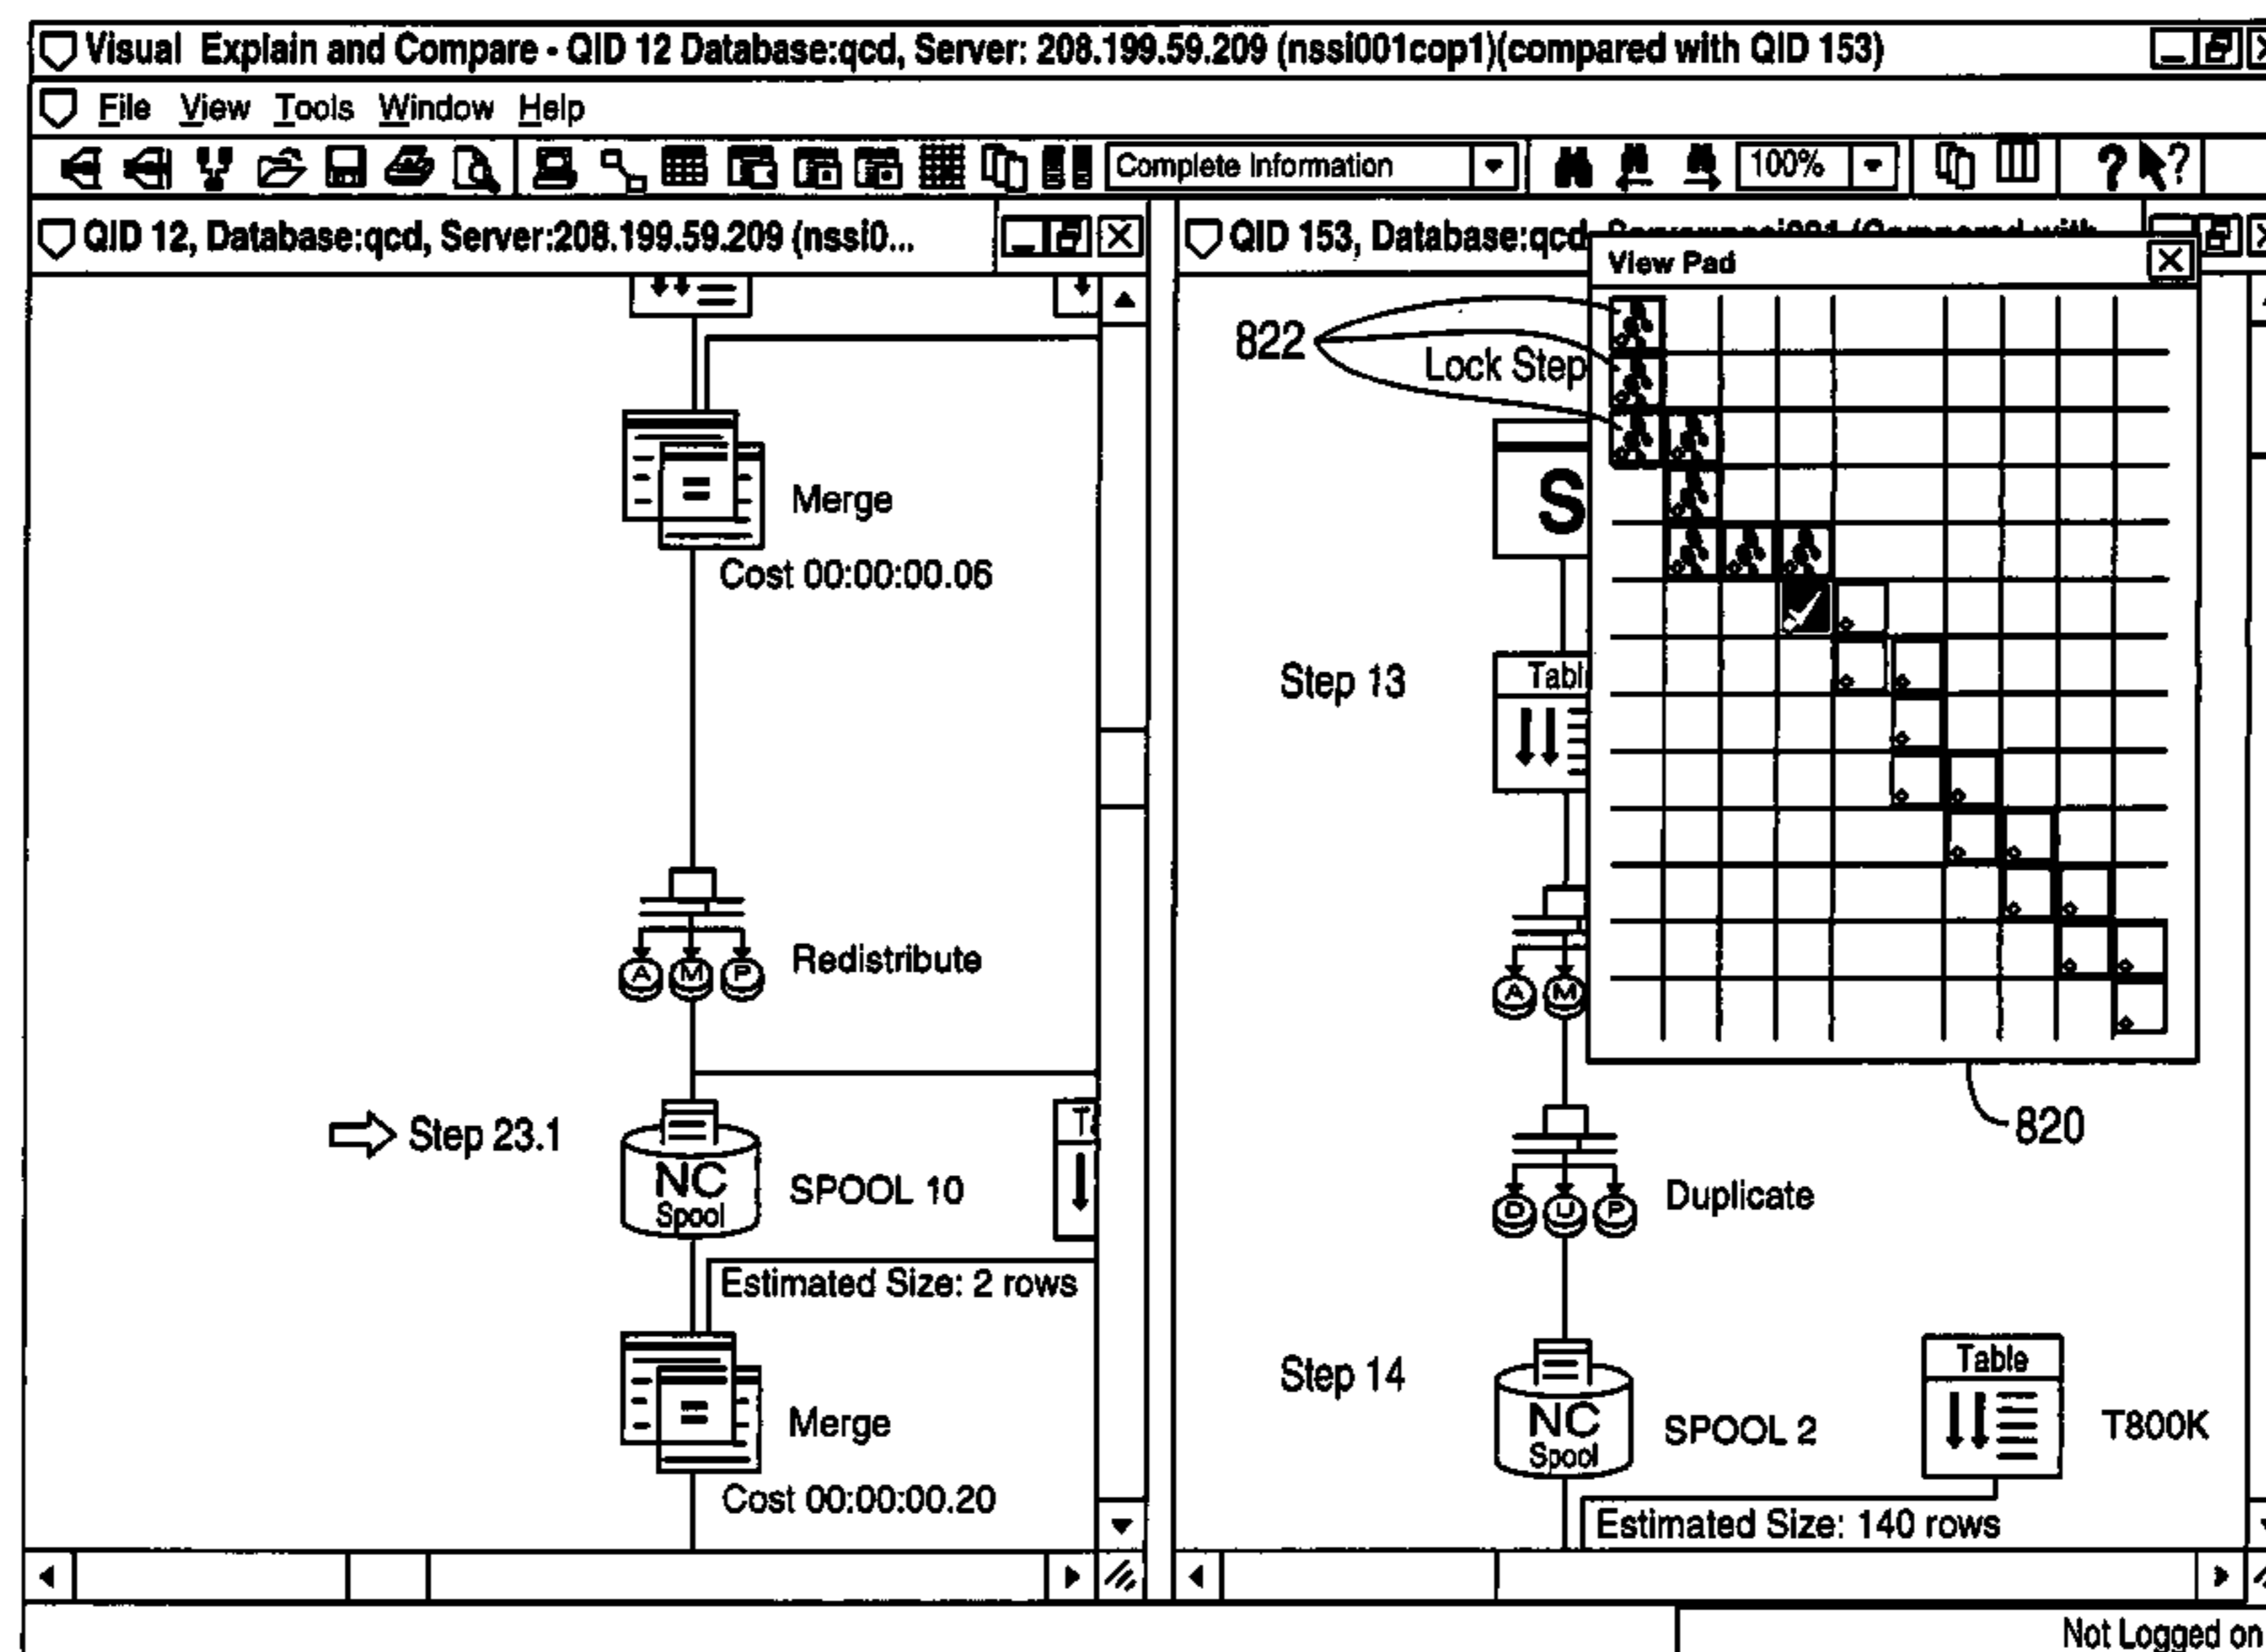 Visual Explain and Compare - QID 12 Database:qcd, Server: 208.199.59.209 (nssi001cop1)(compared with QID 153)
File View Tools Window Help
Complete Information
100%
QID 12, Database:qcd, Server:208.199.59.209 (nssi0...
Merge
Cost 00:00:00.06
A M P
Redistribute
Step 23.1
NC
Spool
SPOOL 10
Estimated Size: 2 rows
Merge
Cost 00:00:00.20
QID 153, Database:qcd
View Pad
822
Lock Step
S
Step 13
A M
820
D U P
Duplicate
Step 14
NC
Spool
SPOOL 2
Table
T800K
Estimated Size: 140 rows
Not Logged on